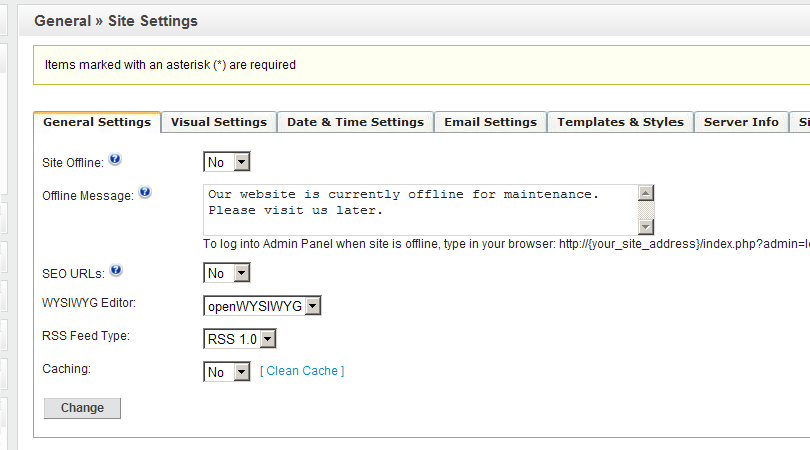 General » Site Settings
Items marked with an asterisk (*) are required
General Settings Visual Settings Date & Time Settings Email Settings Templates & Styles Server Info
Site Offline: No
Offline Message: Our website is currently offline for maintenance.
Please visit us later.
To log into Admin Panel when site is offline, type in your browser: http://{your_site_address}/index.php?admin=l
SEO URLs: No
WYSIWYG Editor: openWYSIWYG
RSS Feed Type: RSS 1.0
Caching: No [ Clean Cache ]
Change